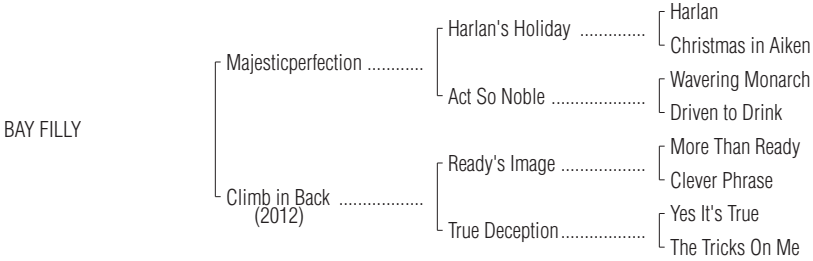 Harlan
Harlan's Holiday ..............
Christmas in Aiken
Majesticperfection ............
Wavering Monarch
Act So Noble ....................
Driven to Drink
BAY FILLY
More Than Ready
Ready's Image ..................
Clever Phrase
Climb in Back ..................
(2012)
Yes It's True
True Deception..................
The Tricks On Me